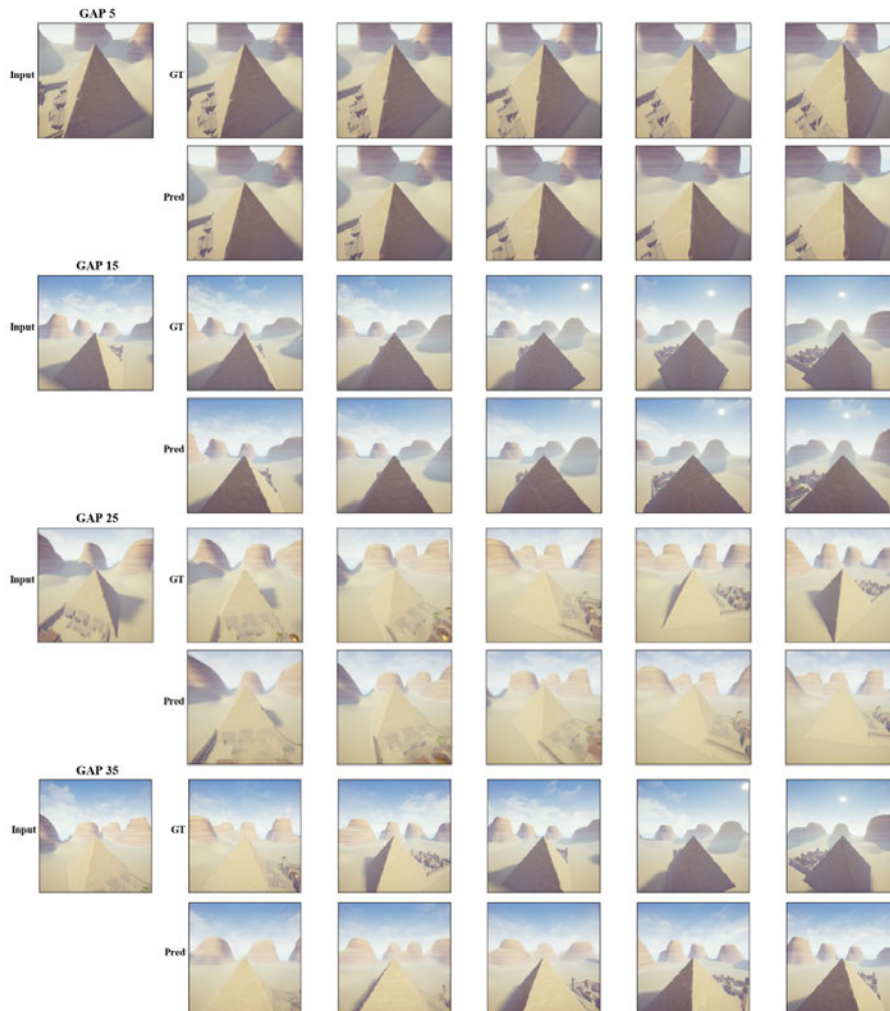 GAP 5
Input
GT
Pred
GAP 15
Input
GT
Pred
GAP 25
Input
GT
Pred
GAP 35
Input
GT
Pred